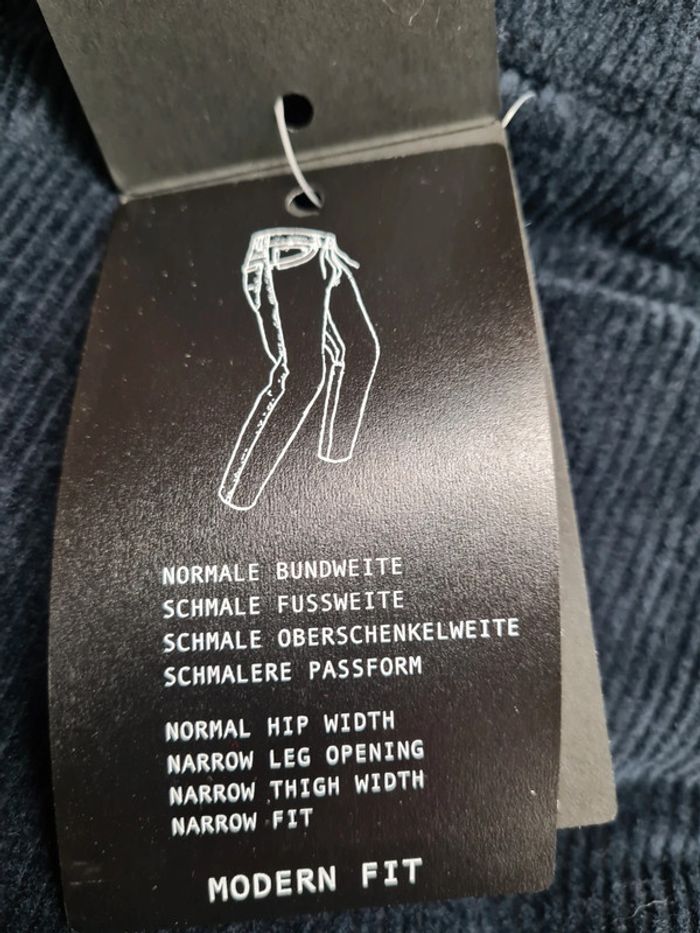 NORMALE BUNDWEITE
SCHMALE FUSSWEITE
SCHMALE OBERSCHENKELWEITE
SCHMALERE PASSFORM
NORMAL HIP WIDTH
NARROW LEG OPENING
NARROW THIGH WIDTH
NARROW FIT
MODERN FIT